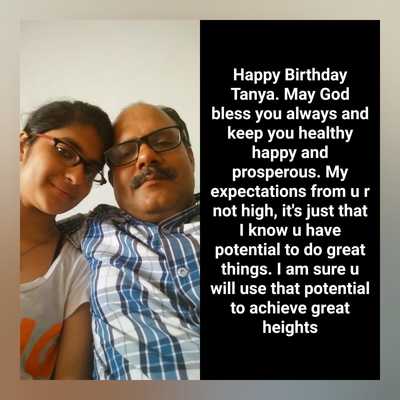 Happy Birthday
Tanya. May God
bless you always and
keep you healthy
happy and
prosperous. My
expectations from u r
not high, it's just that
I know u have
potential to do great
things. I am sure u
will use that potential
to achieve great
heights